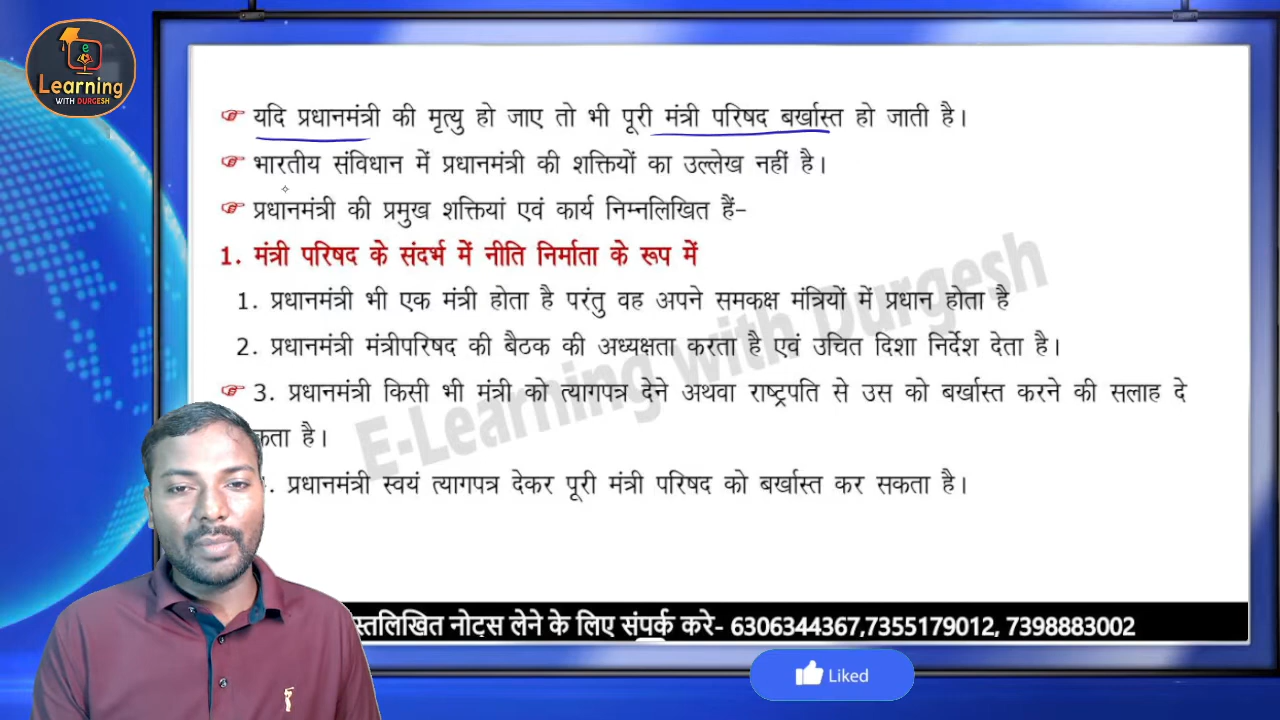 Learning
WITH DURGESH
यदि प्रधानमंत्री की मृत्यु हो जाए तो भी पूरी मंत्री परिषद बर्खास्त हो जाती है।
भारतीय संविधान में प्रधानमंत्री की शक्तियों का उल्लेख नहीं है।
प्रधानमंत्री की प्रमुख शक्तियां एवं कार्य निम्नलिखित हैं-
1. मंत्री परिषद के संदर्भ में नीति निर्माता के रूप में
1. प्रधानमंत्री भी एक मंत्री होता है परंतु वह अपने समकक्ष मंत्रियों में प्रधान होता है
2. प्रधानमंत्री मंत्रीपरिषद की बैठक की अध्यक्षता करता है एवं उचित दिशा निर्देश देता है।
3. प्रधानमंत्री किसी भी मंत्री को त्यागपत्र देने अथवा राष्ट्रपति से उस को बर्खास्त करने की सलाह दे
कता है।
. प्रधानमंत्री स्वयं त्यागपत्र देकर पूरी मंत्री परिषद को बर्खास्त कर सकता है।
E-Learning with Durgesh
स्तलिखित नोट्स लेने के लिए संपर्क करे- 6306344367,7355179012, 7398883002
Liked